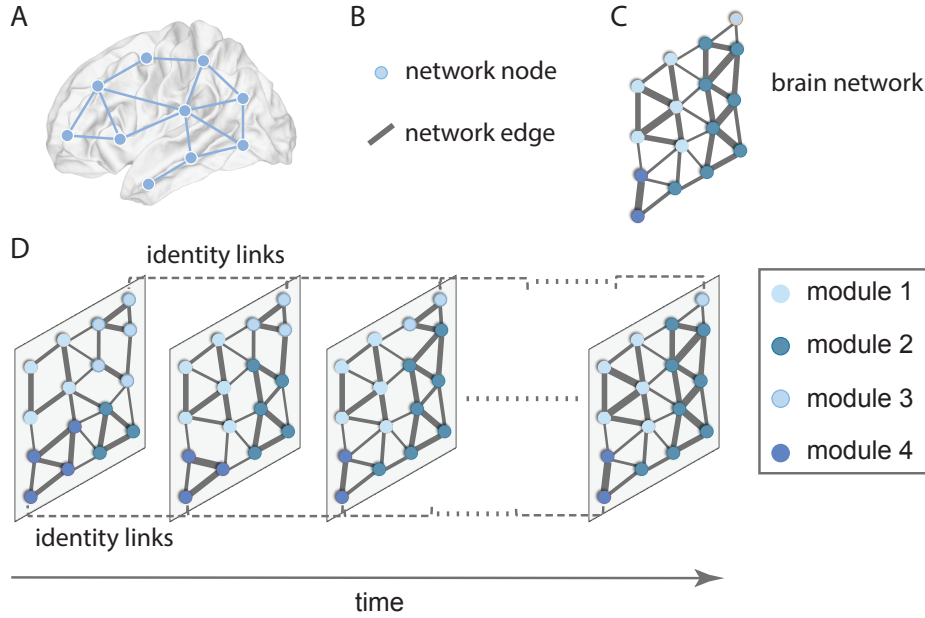 A
B
C
network node
network edge
brain network
D
identity links
module 1
module 2
module 3
module 4
identity links
time